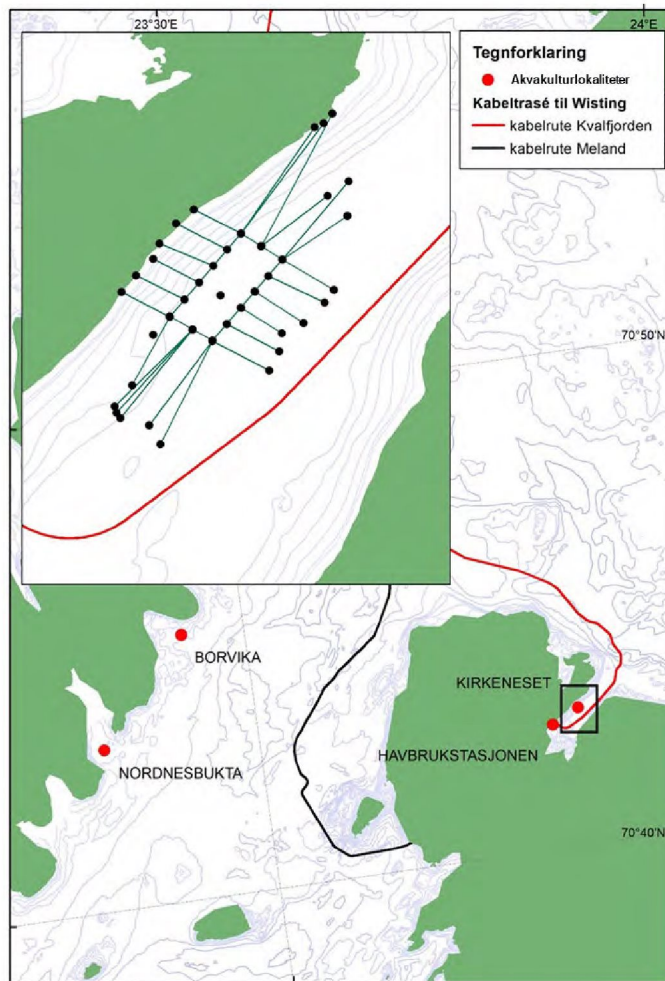 23°30'E
24°E
Tegnforklaring
Akvakulturlokaliteter
Kabeltrasé til Wisting
kabelrute Kvalfjorden
kabelrute Meland
70°50'N
BORVIKA
KIRKENESET
HAVBRUKSTASJONEN
NORDNESBUKTA
70°40'N